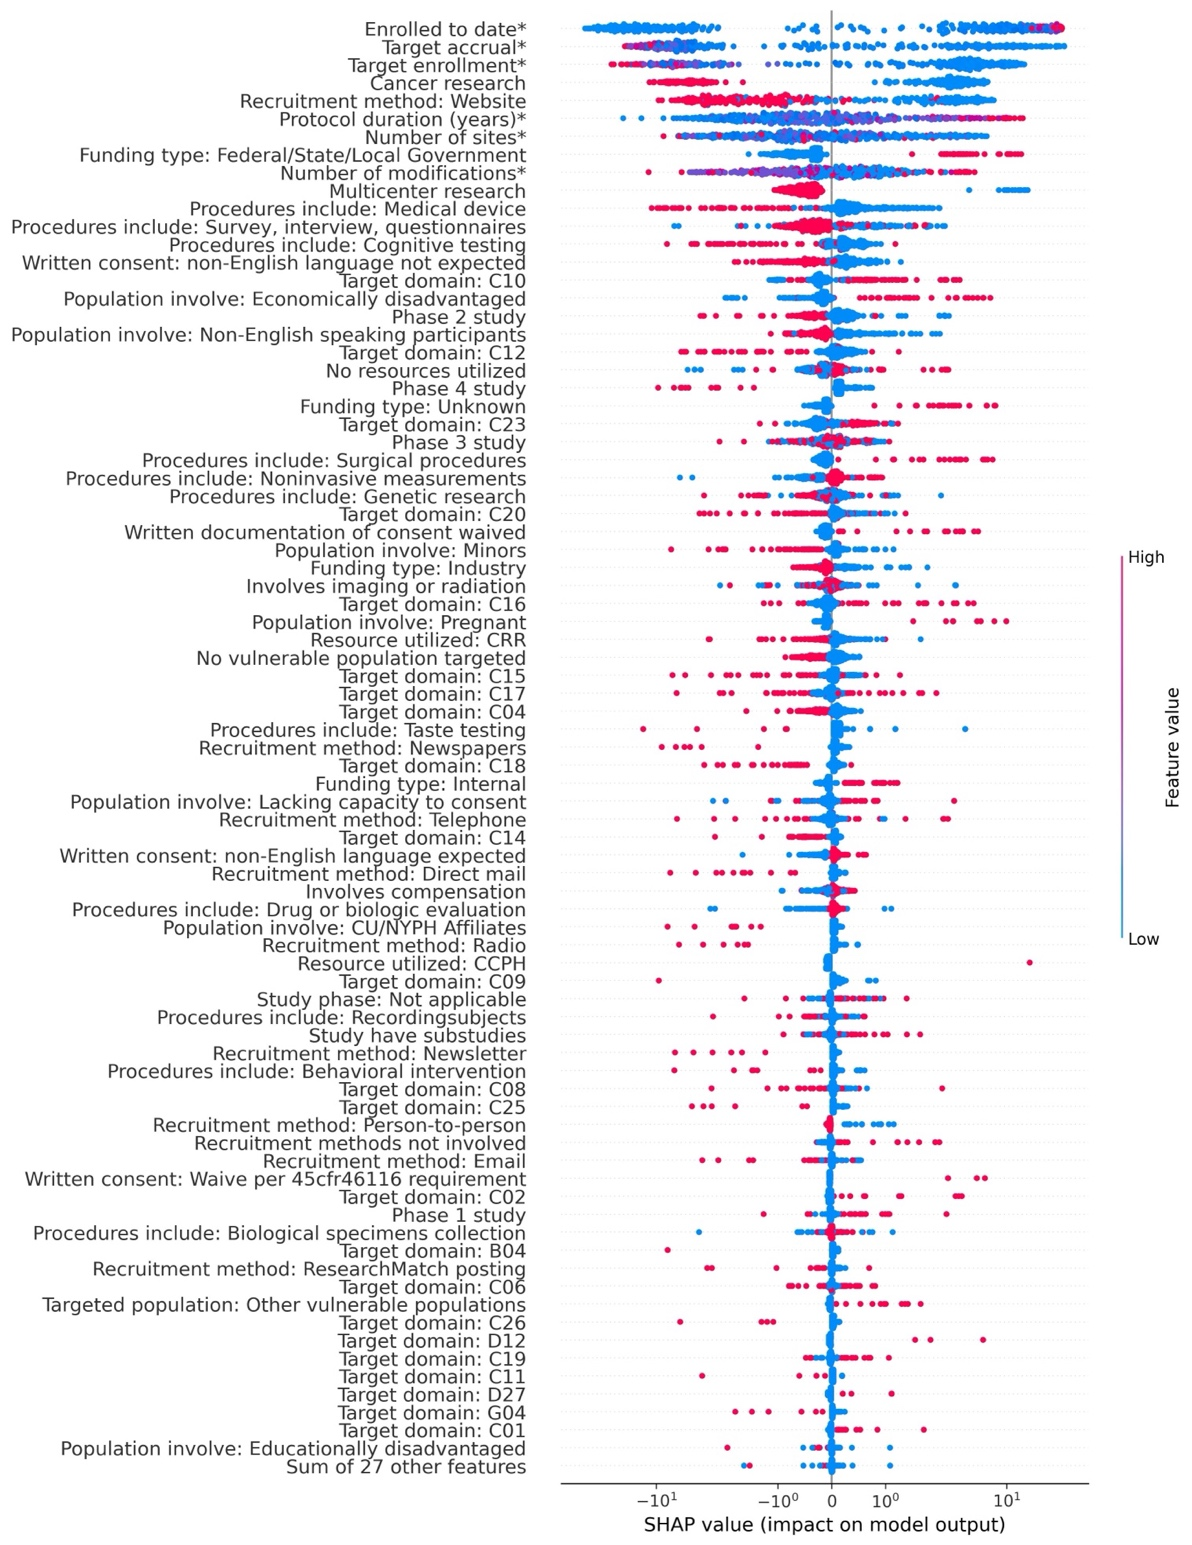 Enrolled to date*
Target accrual*
Target enrollment*
Cancer research
Recruitment method: Website
Protocol duration (years)*
Number of sites*
Funding type: Federal/State/Local Government
Number of modifications*
Multicenter research
Procedures include: Medical device
Procedures include: Survey, interview, questionnaires
Procedures include: Cognitive testing
Written consent: non-English language not expected
Target domain: C10
Population involve: Economically disadvantaged
Phase 2 study
Population involve: Non-English speaking participants
Target domain: C12
No resources utilized
Phase 4 study
Funding type: Unknown
Target domain: C23
Phase 3 study
Procedures include: Surgical procedures
Procedures include: Noninvasive measurements
Procedures include: Genetic research
Target domain: C20
Written documentation of consent waived
Population involve: Minors
Funding type: Industry
Involves imaging or radiation
Target domain: C16
Population involve: Pregnant
Resource utilized: CRR
No vulnerable population targeted
Target domain: C15
Target domain: C17
Target domain: C04
Procedures include: Taste testing
Recruitment method: Newspapers
Target domain: C18
Funding type: Internal
Population involve: Lacking capacity to consent
Recruitment method: Telephone
Target domain: C14
Written consent: non-English language expected
Recruitment method: Direct mail
Involves compensation
Procedures include: Drug or biologic evaluation
Population involve: CU/NYPH Affiliates
Recruitment method: Radio
Resource utilized: CCPH
Target domain: C09
Study phase: Not applicable
Procedures include: Recordingsubjects
Study have substudies
Recruitment method: Newsletter
Procedures include: Behavioral intervention
Target domain: C08
Target domain: C25
Recruitment method: Person-to-person
Recruitment methods not involved
Recruitment method: Email
Written consent: Waive per 45cfr46116 requirement
Target domain: C02
Phase 1 study
Procedures include: Biological specimens collection
Target domain: B04
Recruitment method: ResearchMatch posting
Target domain: C06
Targeted population: Other vulnerable populations
Target domain: C26
Target domain: D12
Target domain: C19
Target domain: C11
Target domain: D27
Target domain: G04
Target domain: C01
Population involve: Educationally disadvantaged
Sum of 27 other features
−10¹ −10⁰ 0 10⁰ 10¹
SHAP value (impact on model output)
High
Feature value
Low